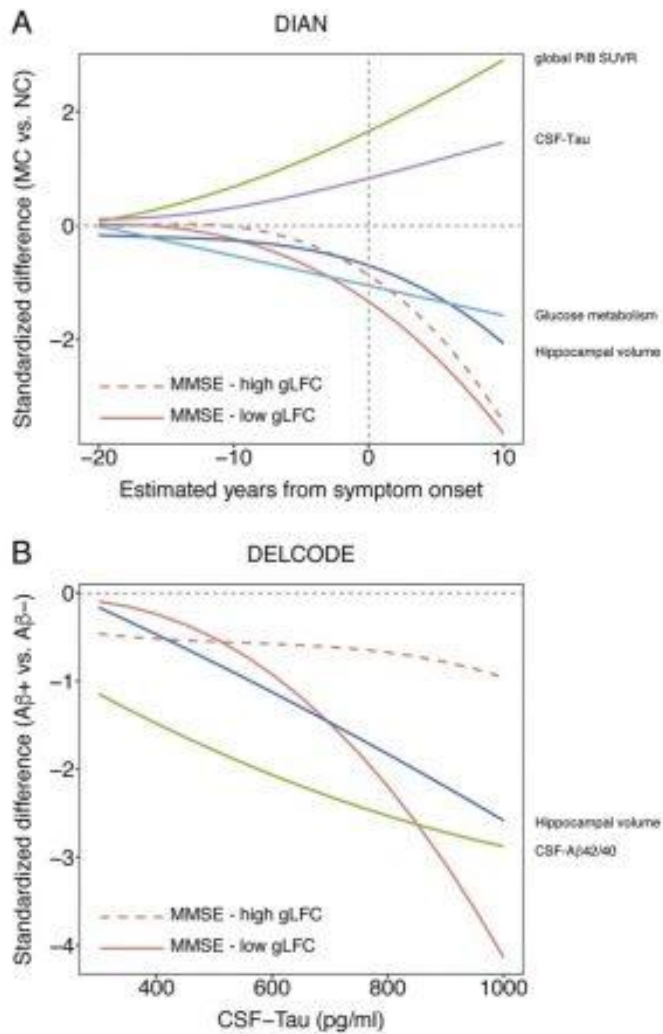 A
DIAN
Standardized difference (MC vs. NC)
2
0
−2
global PiB SUVR
CSF-Tau
Glucose metabolism
Hippocampal volume
MMSE - high gLFC
MMSE - low gLFC
−20
−10
0
10
Estimated years from symptom onset
B
DELCODE
Standardized difference (Aβ+ vs. Aβ−)
0
−1
−2
−3
−4
Hippocampal volume
CSF-Aβ42/40
MMSE - high gLFC
MMSE - low gLFC
400
600
800
1000
CSF−Tau (pg/ml)